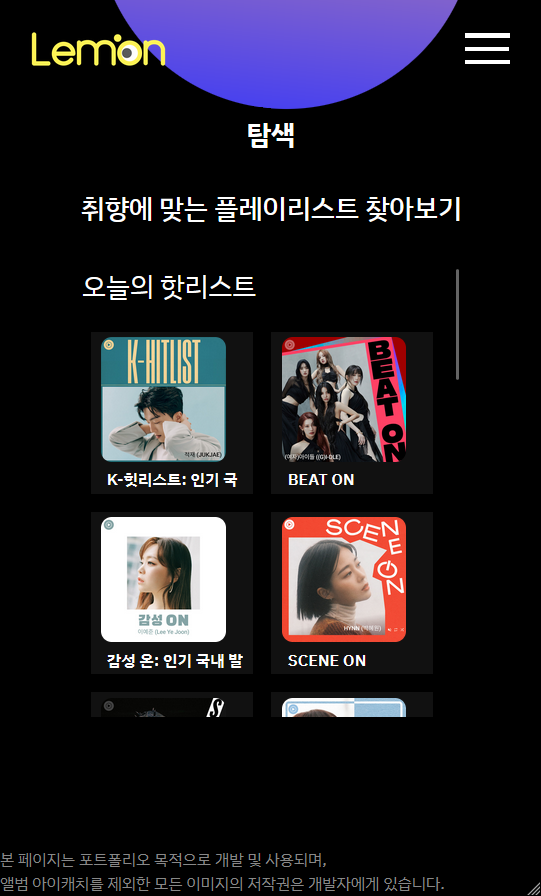 Lemon
탐색
취향에 맞는 플레이리스트 찾아보기
오늘의 핫리스트
K-HITLIST
적재 (JUKJAE)
K-힛리스트: 인기 국
BEAT ON
(여자)아이들 ((G)I-DLE)
BEAT ON
감성 ON
이예준 (Lee Ye Joon)
감성 온: 인기 국내 발
SCENE ON
HYNN (박혜원)
SCENE ON
본 페이지는 포트폴리오 목적으로 개발 및 사용되며,
앨범 아이캐치를 제외한 모든 이미지의 저작권은 개발자에게 있습니다.